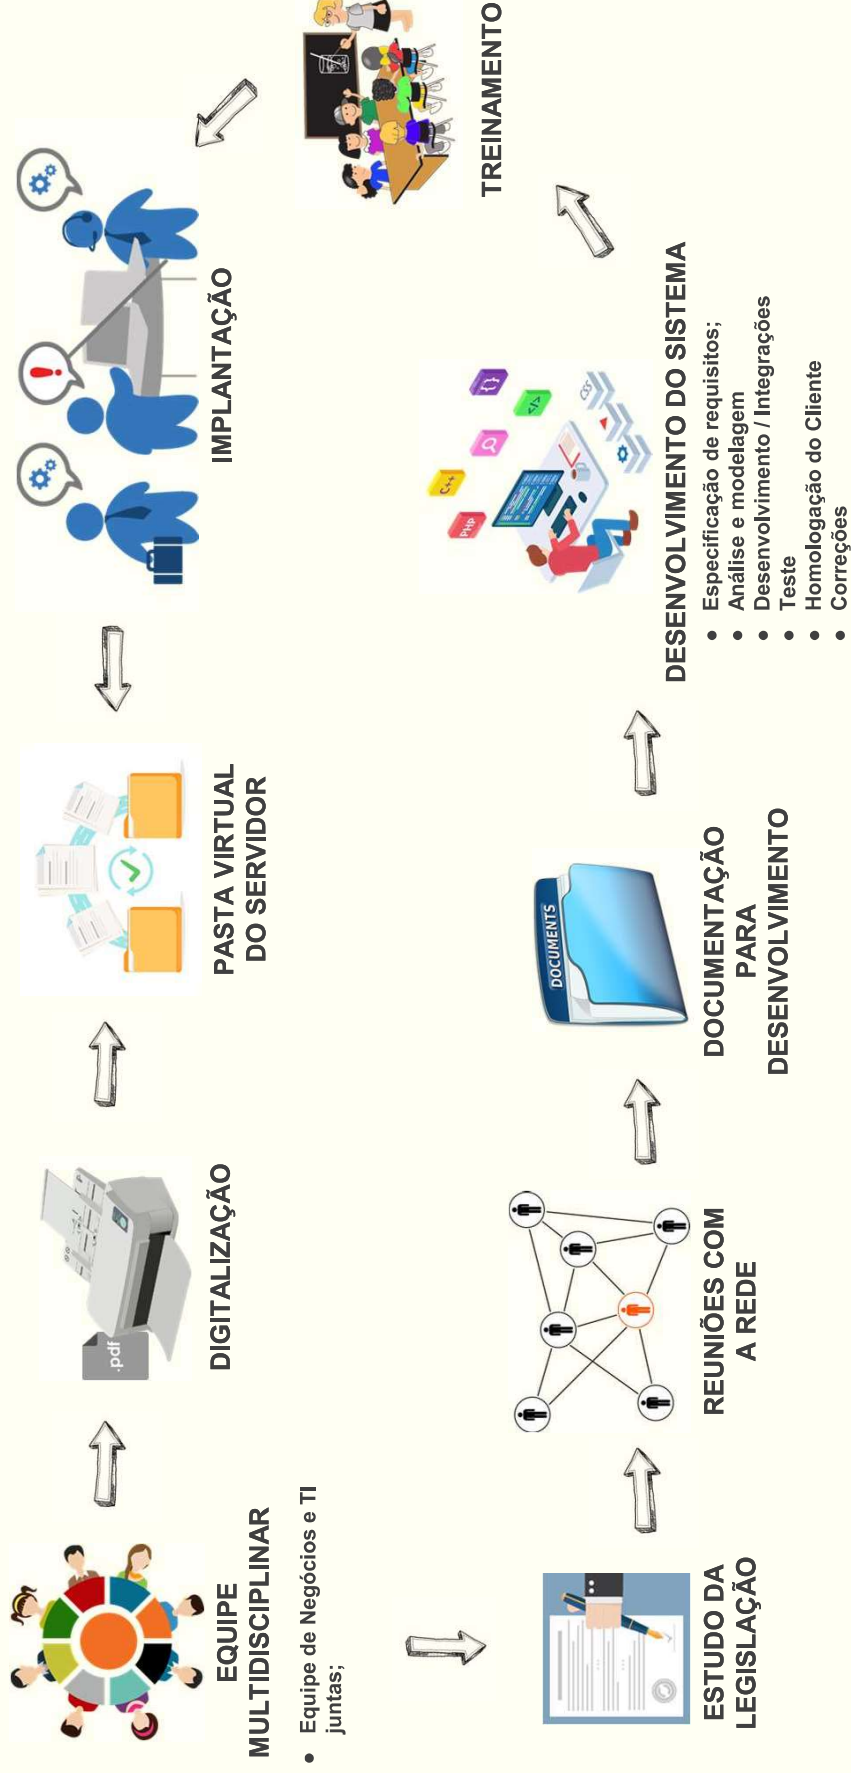 EQUIPE
MULTIDISCIPLINAR
● Equipe de Negócios e TI
juntas;
.pdf
DIGITALIZAÇÃO
PASTA VIRTUAL
DO SERVIDOR
IMPLANTAÇÃO
TREINAMENTO
ESTUDO DA
LEGISLAÇÃO
REUNIÕES COM
A REDE
DOCUMENTS
DOCUMENTAÇÃO
PARA
DESENVOLVIMENTO
PHP
C++
</>
{}
CSS
DESENVOLVIMENTO DO SISTEMA
● Especificação de requisitos;
● Análise e modelagem
● Desenvolvimento / Integrações
● Teste
● Homologação do Cliente
● Correções